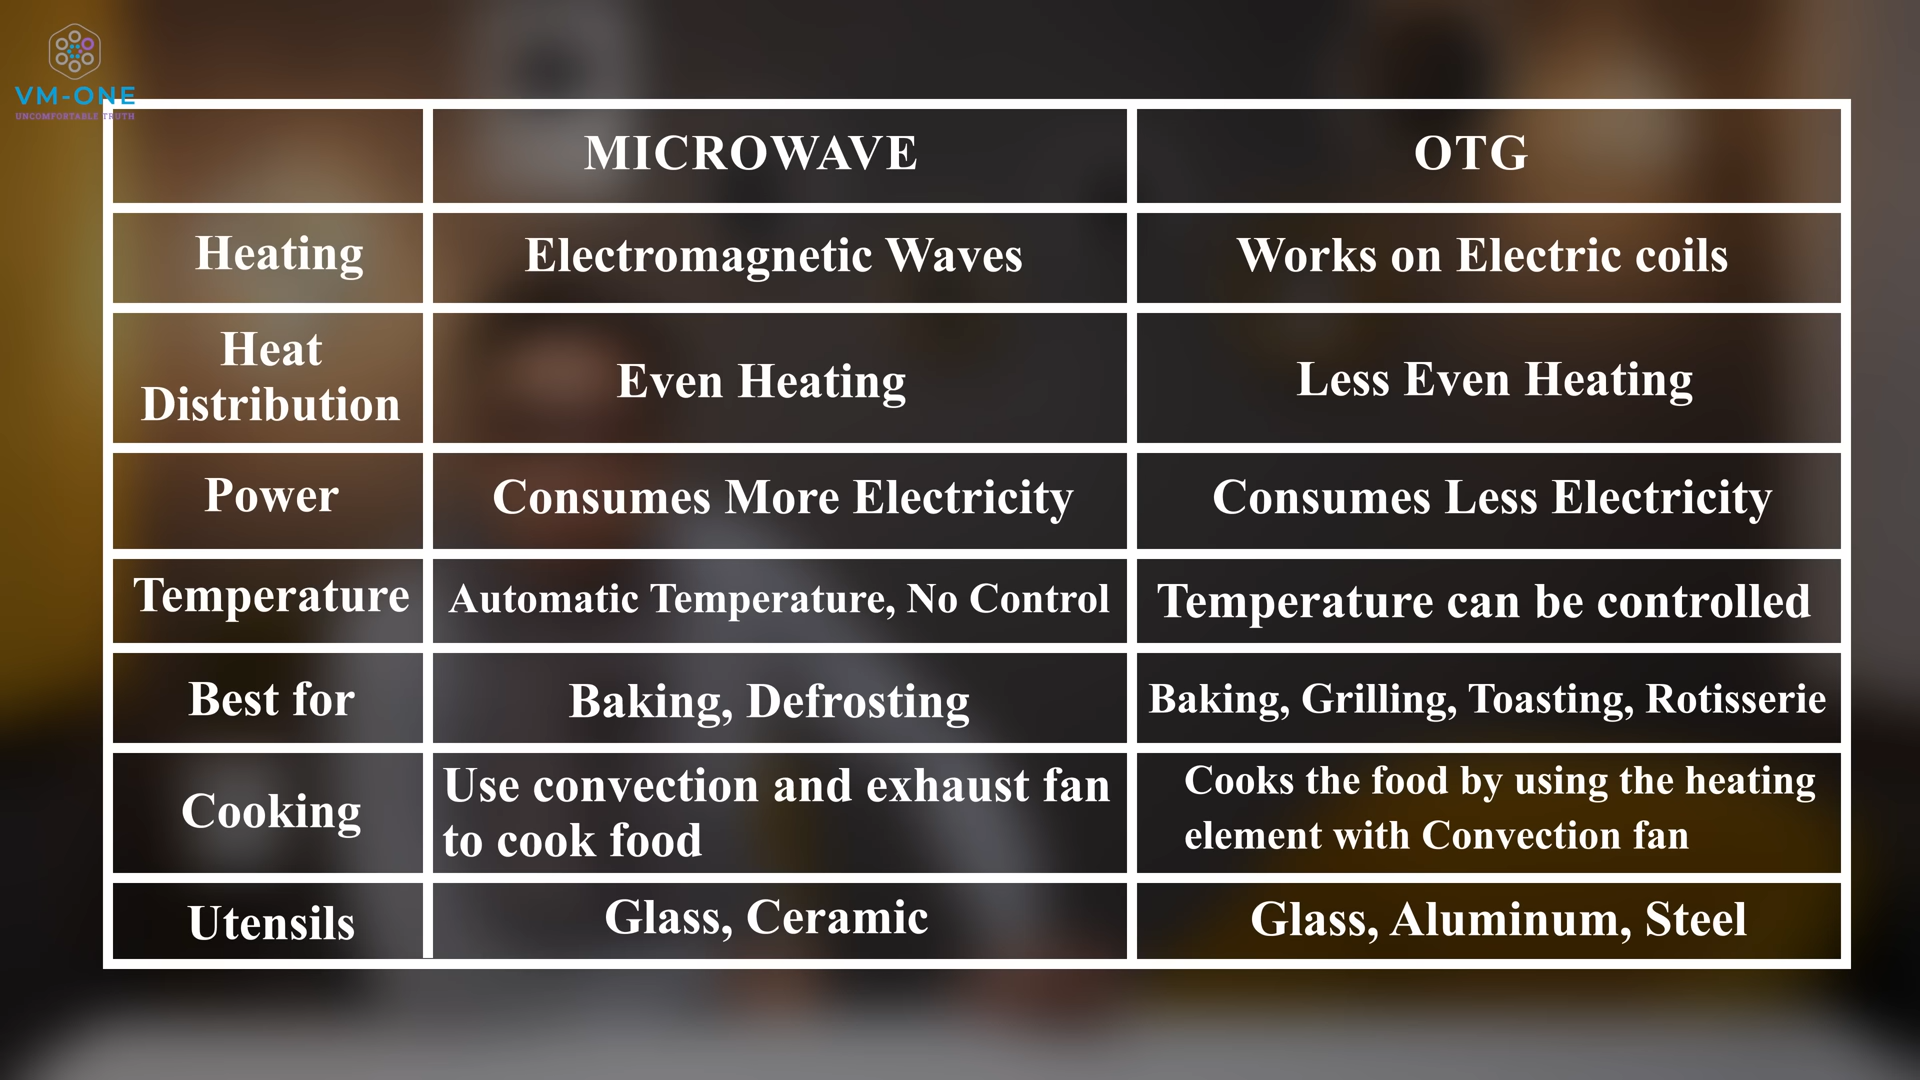 VM-ONE
UNCOMFORTABLE TRUTH
MICROWAVE
OTG
Heating
Electromagnetic Waves
Works on Electric coils
Heat
Distribution
Even Heating
Less Even Heating
Power
Consumes More Electricity
Consumes Less Electricity
Temperature
Automatic Temperature, No Control
Temperature can be controlled
Best for
Baking, Defrosting
Baking, Grilling, Toasting, Rotisserie
Cooking
Use convection and exhaust fan
to cook food
Cooks the food by using the heating
element with Convection fan
Utensils
Glass, Ceramic
Glass, Aluminum, Steel